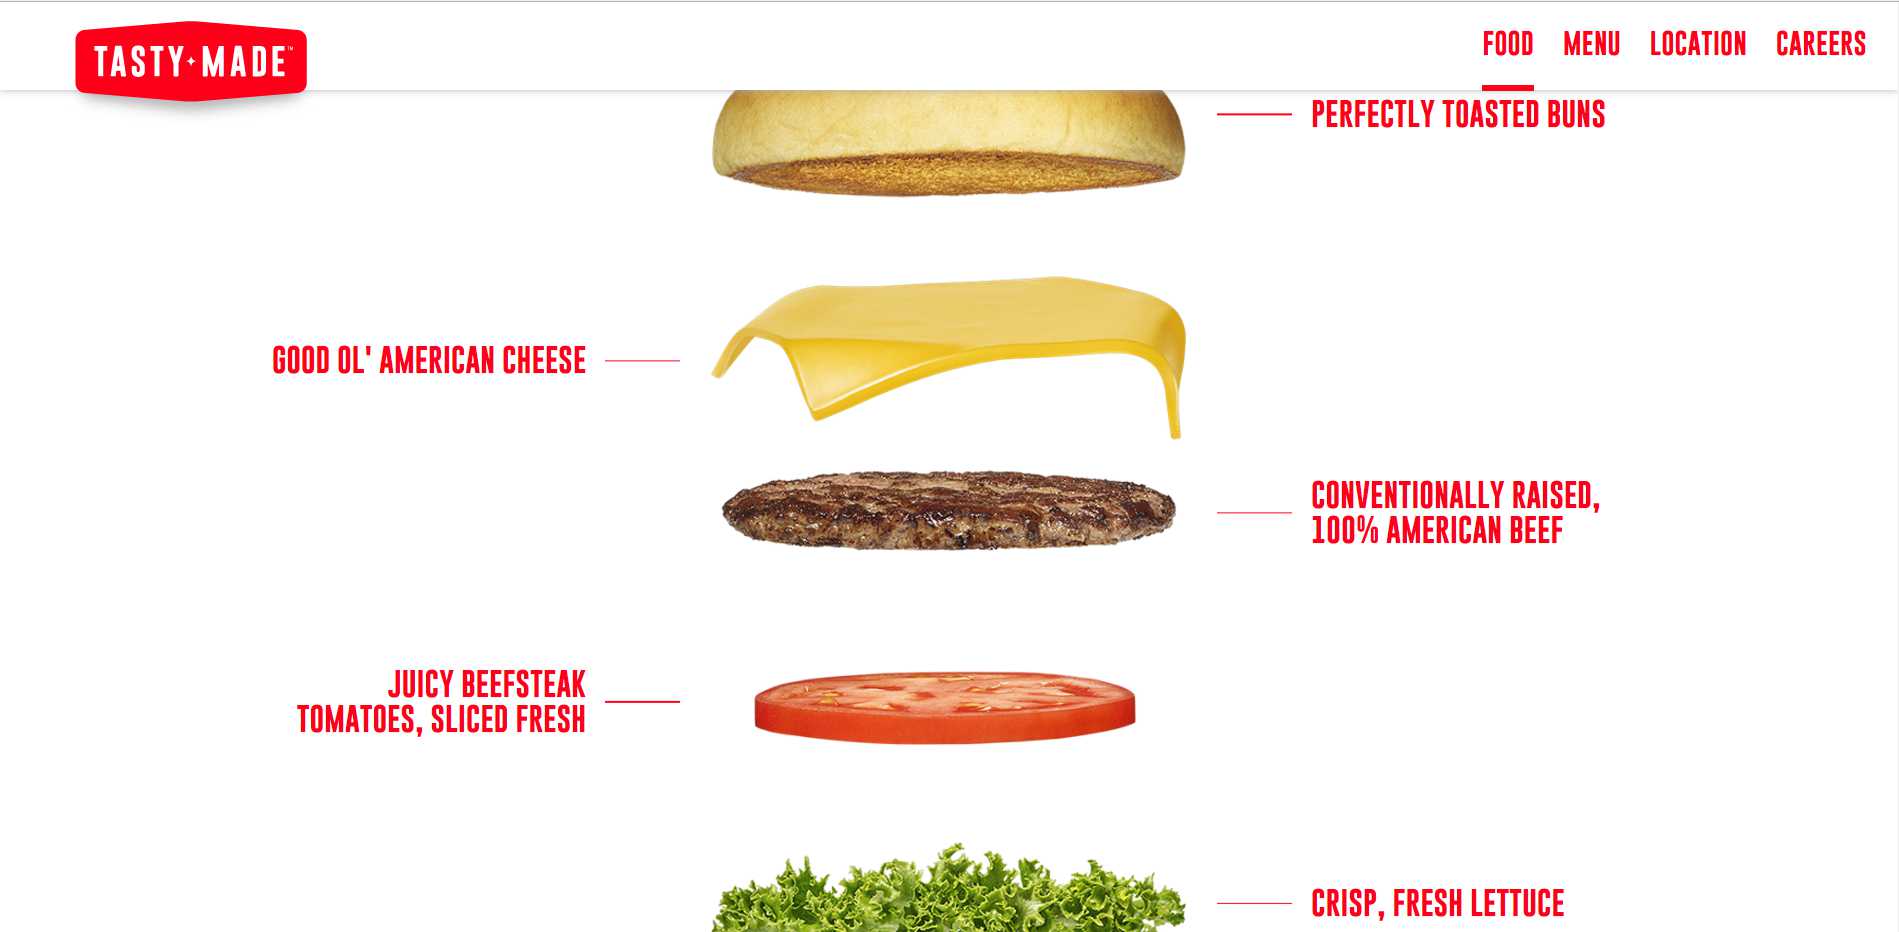 TASTY MADE™
FOOD MENU LOCATION CAREERS
PERFECTLY TOASTED BUNS
GOOD OL' AMERICAN CHEESE
CONVENTIONALLY RAISED,
100% AMERICAN BEEF
JUICY BEEFSTEAK
TOMATOES, SLICED FRESH
CRISP, FRESH LETTUCE